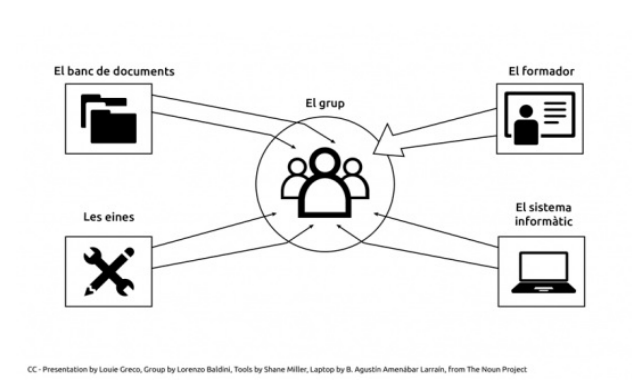 El banc de documents
El formador
El grup
Les eines
El sistema
informàtic
CC - Presentation by Louie Greco, Group by Lorenzo Baldini, Tools by Shane Miller, Laptop by B. Agustín Amenábar Larraín, from The Noun Project